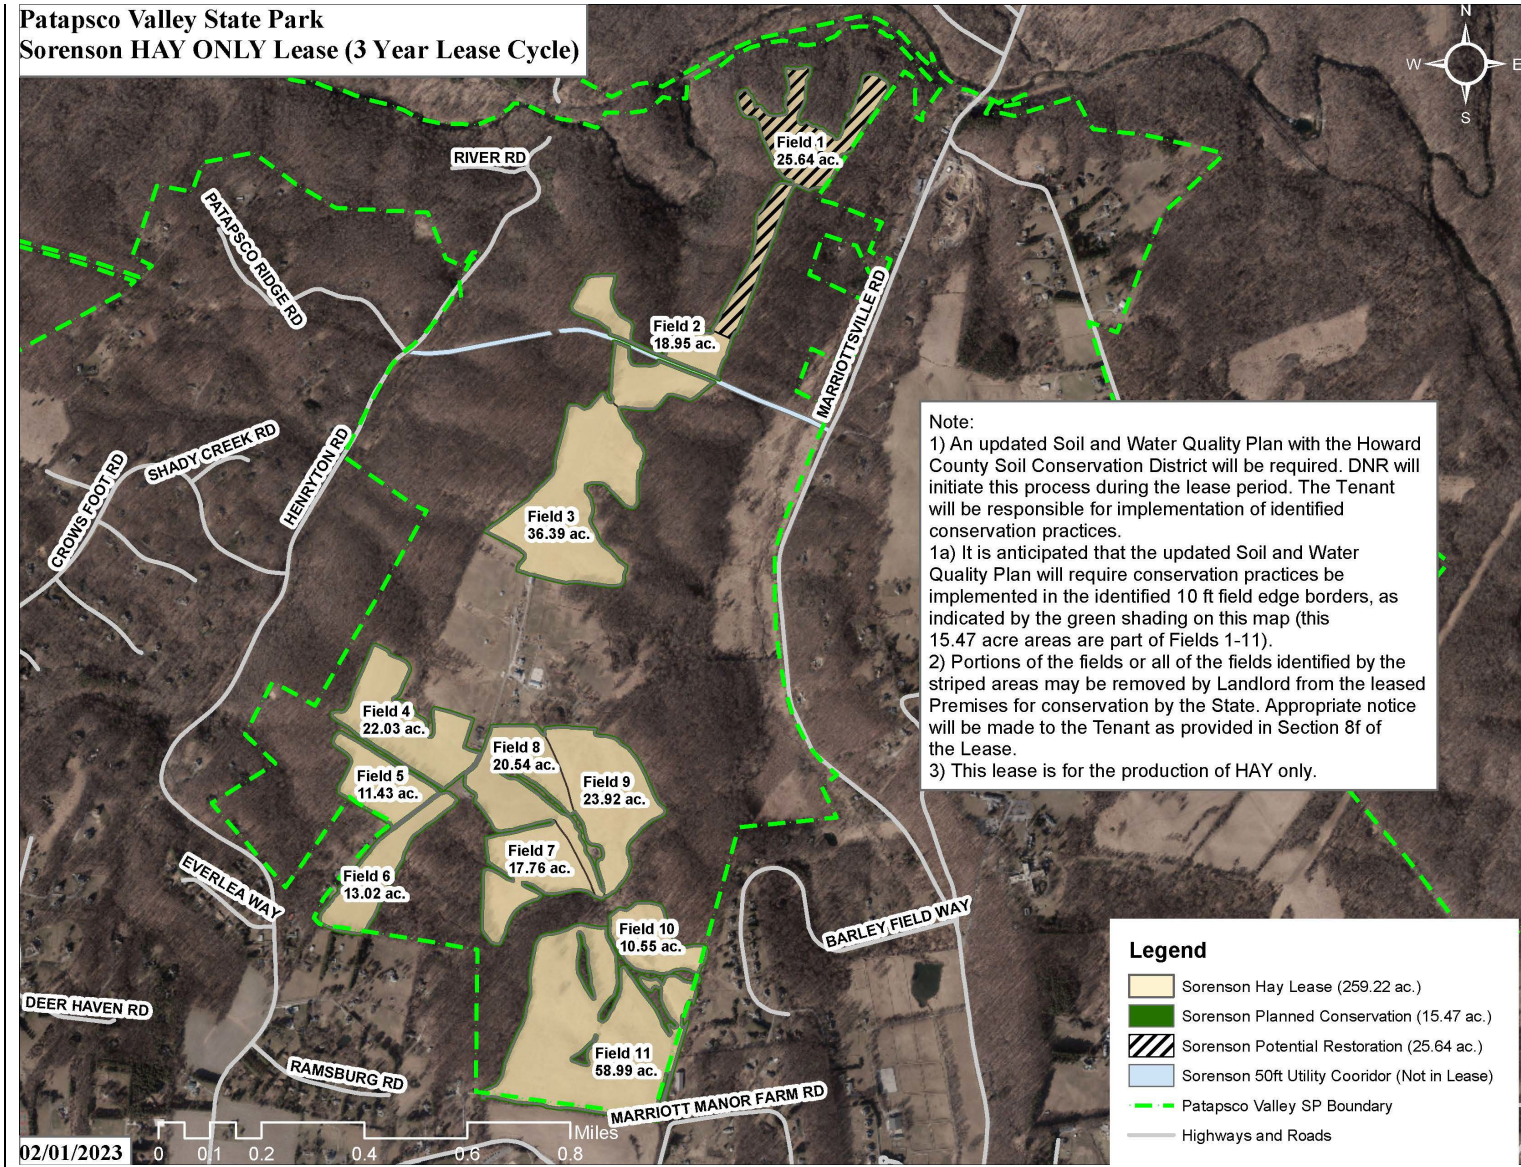 Patapsco Valley State Park
Sorenson HAY ONLY Lease (3 Year Lease Cycle)
N
W
E
S
RIVER RD
PATAPSCO RIDGE RD
Field 1
25.64 ac.
Field 2
18.95 ac.
MARRIOTTSVILLE RD
SHADY CREEK RD
CROWS FOOT RD
HENRYTON RD
Field 3
36.39 ac.
Note:
1) An updated Soil and Water Quality Plan with the Howard
County Soil Conservation District will be required. DNR will
initiate this process during the lease period. The Tenant
will be responsible for implementation of identified
conservation practices.
1a) It is anticipated that the updated Soil and Water
Quality Plan will require conservation practices be
implemented in the identified 10 ft field edge borders, as
indicated by the green shading on this map (this
15.47 acre areas are part of Fields 1-11).
2) Portions of the fields or all of the fields identified by the
striped areas may be removed by Landlord from the leased
Premises for conservation by the State. Appropriate notice
will be made to the Tenant as provided in Section 8f of
the Lease.
3) This lease is for the production of HAY only.
Field 4
22.03 ac.
Field 8
20.54 ac.
Field 5
11.43 ac.
Field 9
23.92 ac.
Field 7
17.76 ac.
Field 6
13.02 ac.
EVERLEA WAY
Field 10
10.55 ac.
BARLEY FIELD WAY
DEER HAVEN RD
RAMSBURG RD
Field 11
58.99 ac.
MARRIOTT MANOR FARM RD
Legend
Sorenson Hay Lease (259.22 ac.)
Sorenson Planned Conservation (15.47 ac.)
Sorenson Potential Restoration (25.64 ac.)
Sorenson 50ft Utility Cooridor (Not in Lease)
Patapsco Valley SP Boundary
Highways and Roads
Miles
0 0.1 0.2 0.4 0.6 0.8
02/01/2023